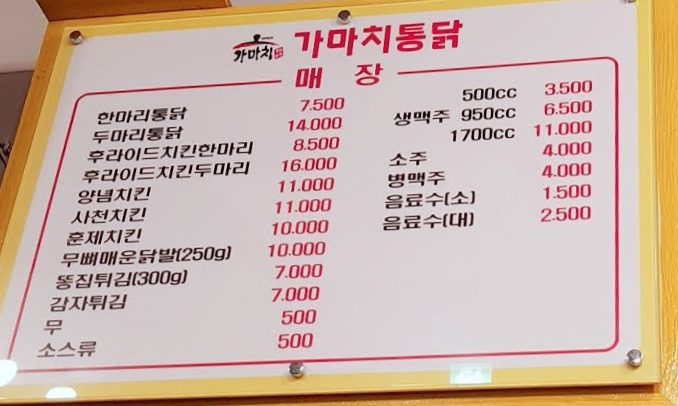 가마치 가마치통닭
매 장
한마리통닭 7.500
두마리통닭 14.000
후라이드치킨한마리 8.500
후라이드치킨두마리 16.000
양념치킨 11.000
사천치킨 11.000
훈제치킨 10.000
무뼈매운닭발(250g) 10.000
똥집튀김(300g) 7.000
감자튀김 7.000
무 500
소스류 500
500cc 3.500
생맥주 950cc 6.500
1700cc 11.000
소주 4.000
병맥주 4.000
음료수(소) 1.500
음료수(대) 2.500